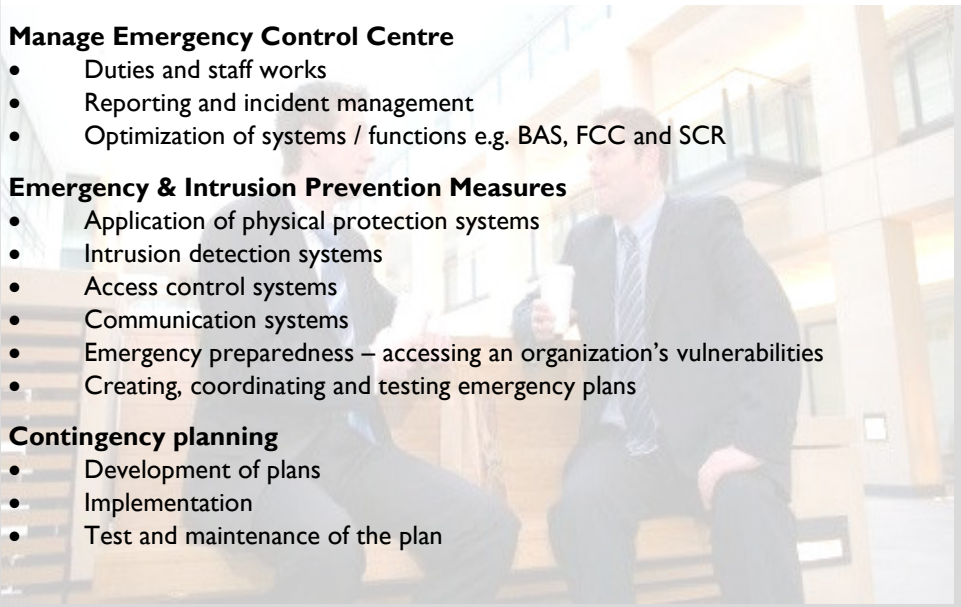 Manage Emergency Control Centre
• Duties and staff works
• Reporting and incident management
• Optimization of systems / functions e.g. BAS, FCC and SCR
Emergency & Intrusion Prevention Measures
• Application of physical protection systems
• Intrusion detection systems
• Access control systems
• Communication systems
• Emergency preparedness – accessing an organization's vulnerabilities
• Creating, coordinating and testing emergency plans
Contingency planning
• Development of plans
• Implementation
• Test and maintenance of the plan